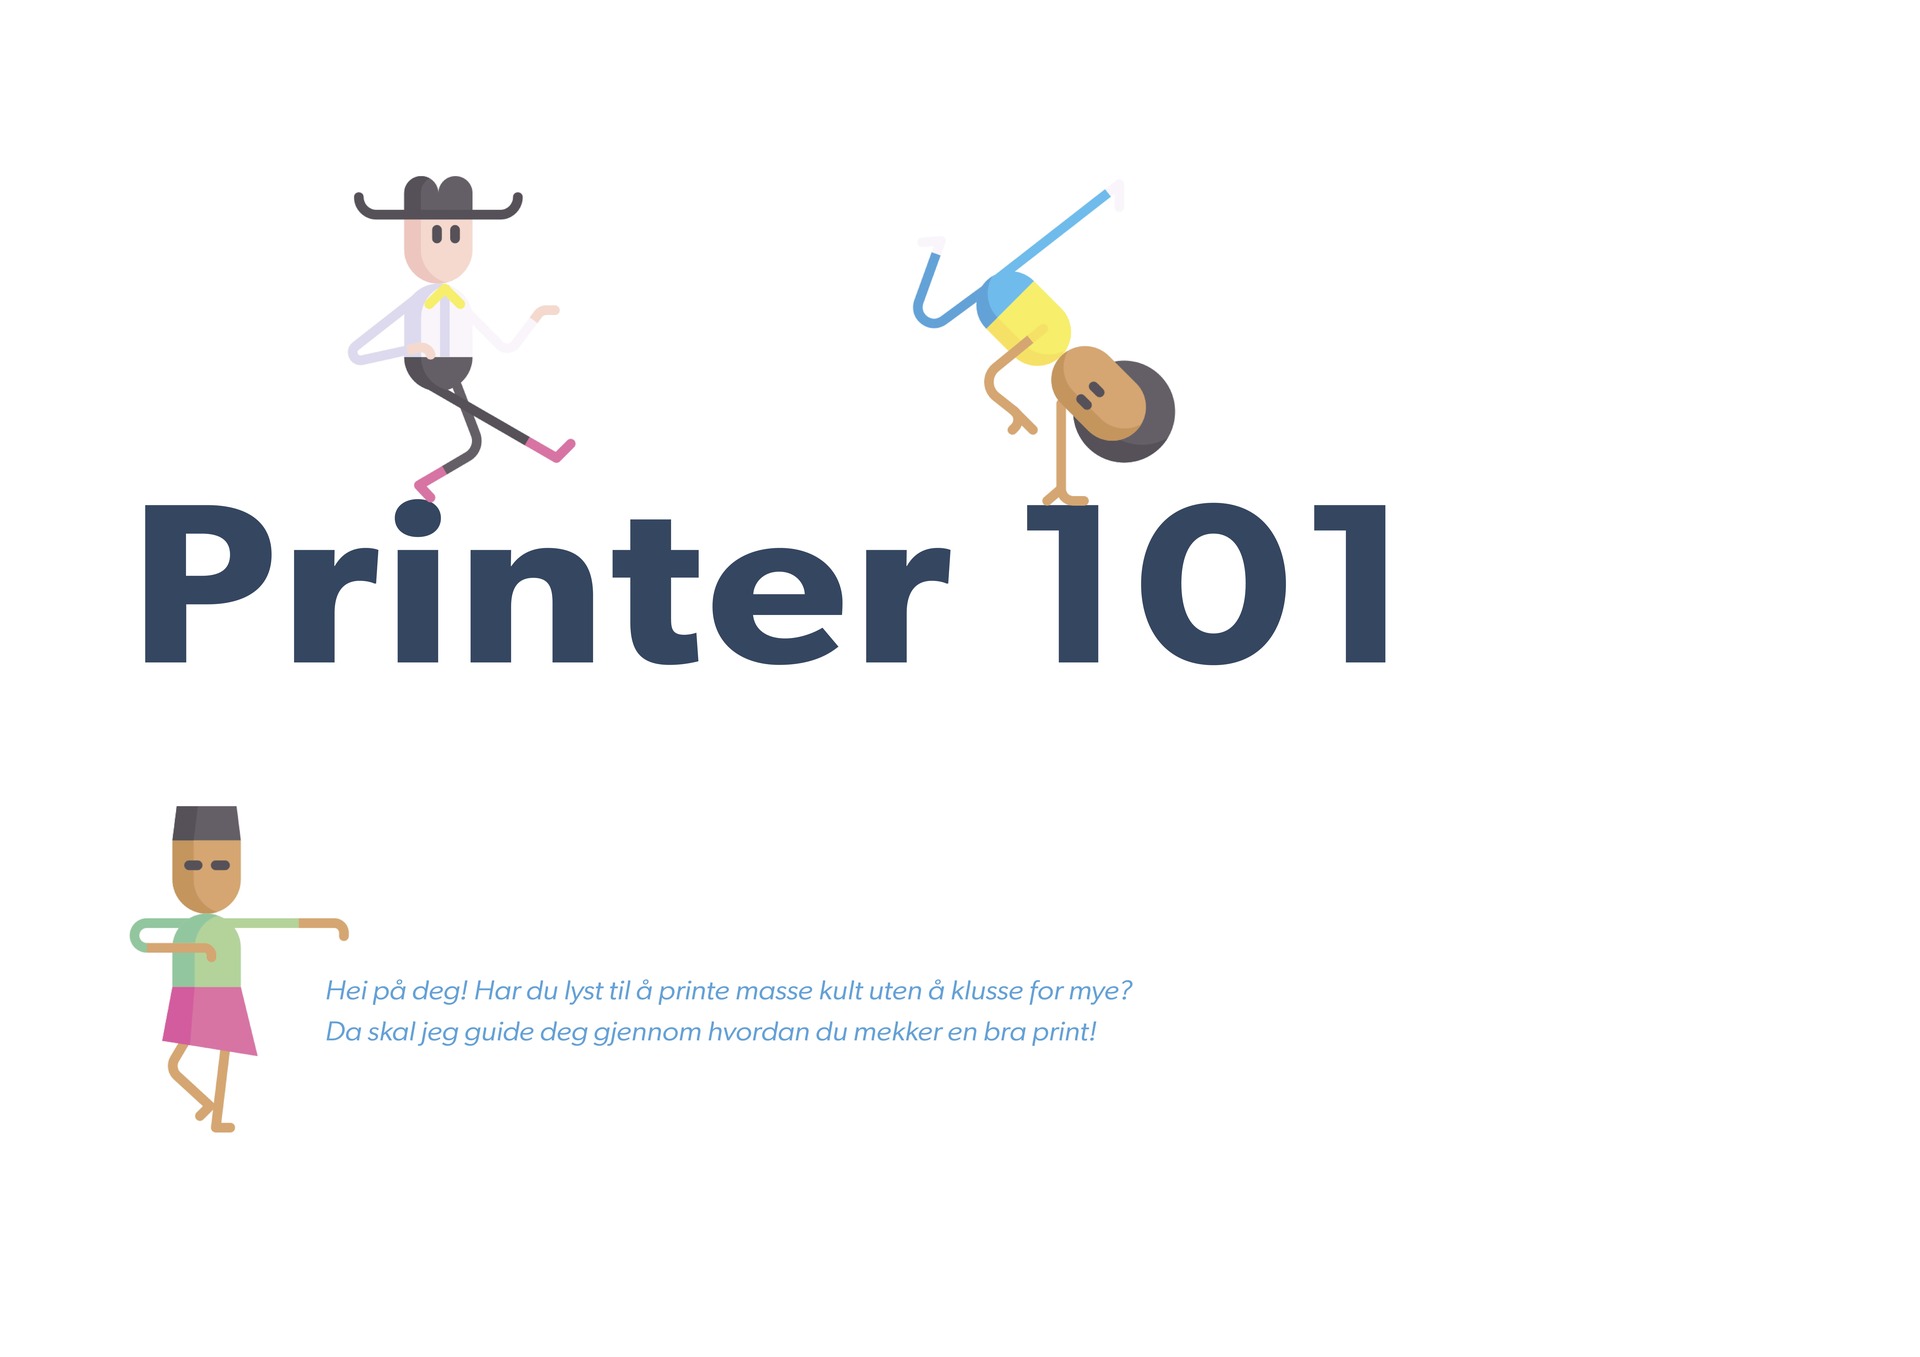 Printer 101
Hei på deg! Har du lyst til å printe masse kult uten å klusse for mye?
Da skal jeg guide deg gjennom hvordan du mekker en bra print!